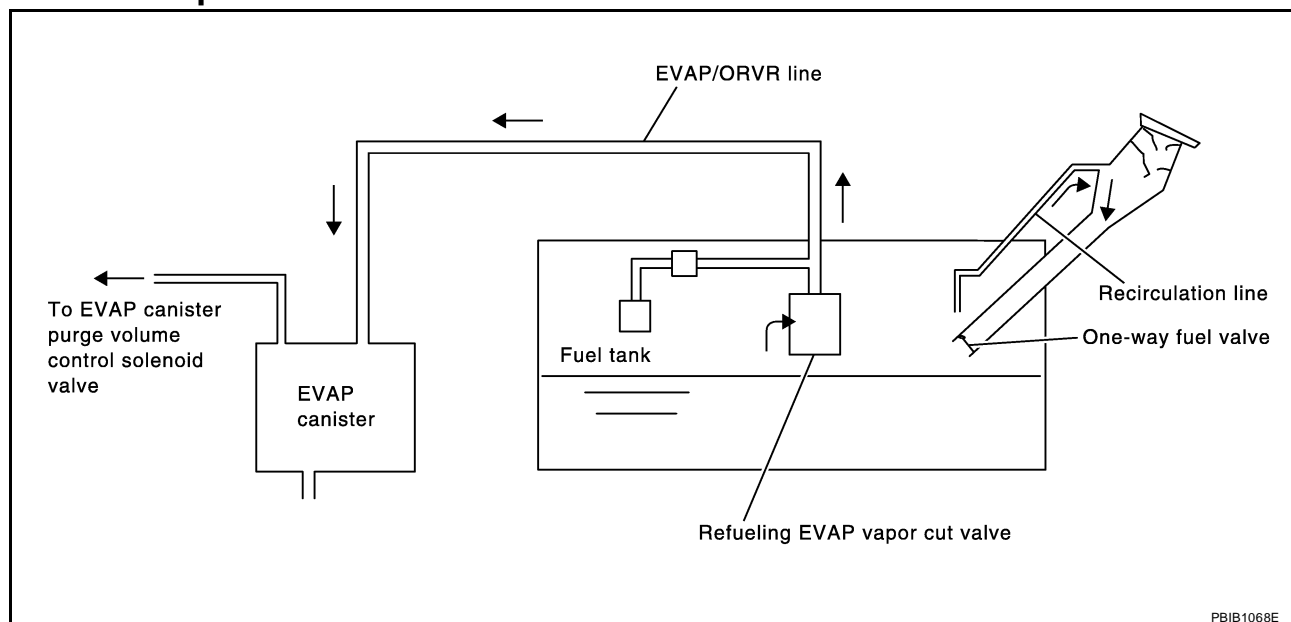 EVAP/ORVR line
To EVAP canister
purge volume
control solenoid
valve
EVAP
canister
Fuel tank
Recirculation line
One-way fuel valve
Refueling EVAP vapor cut valve
PBIB1068E